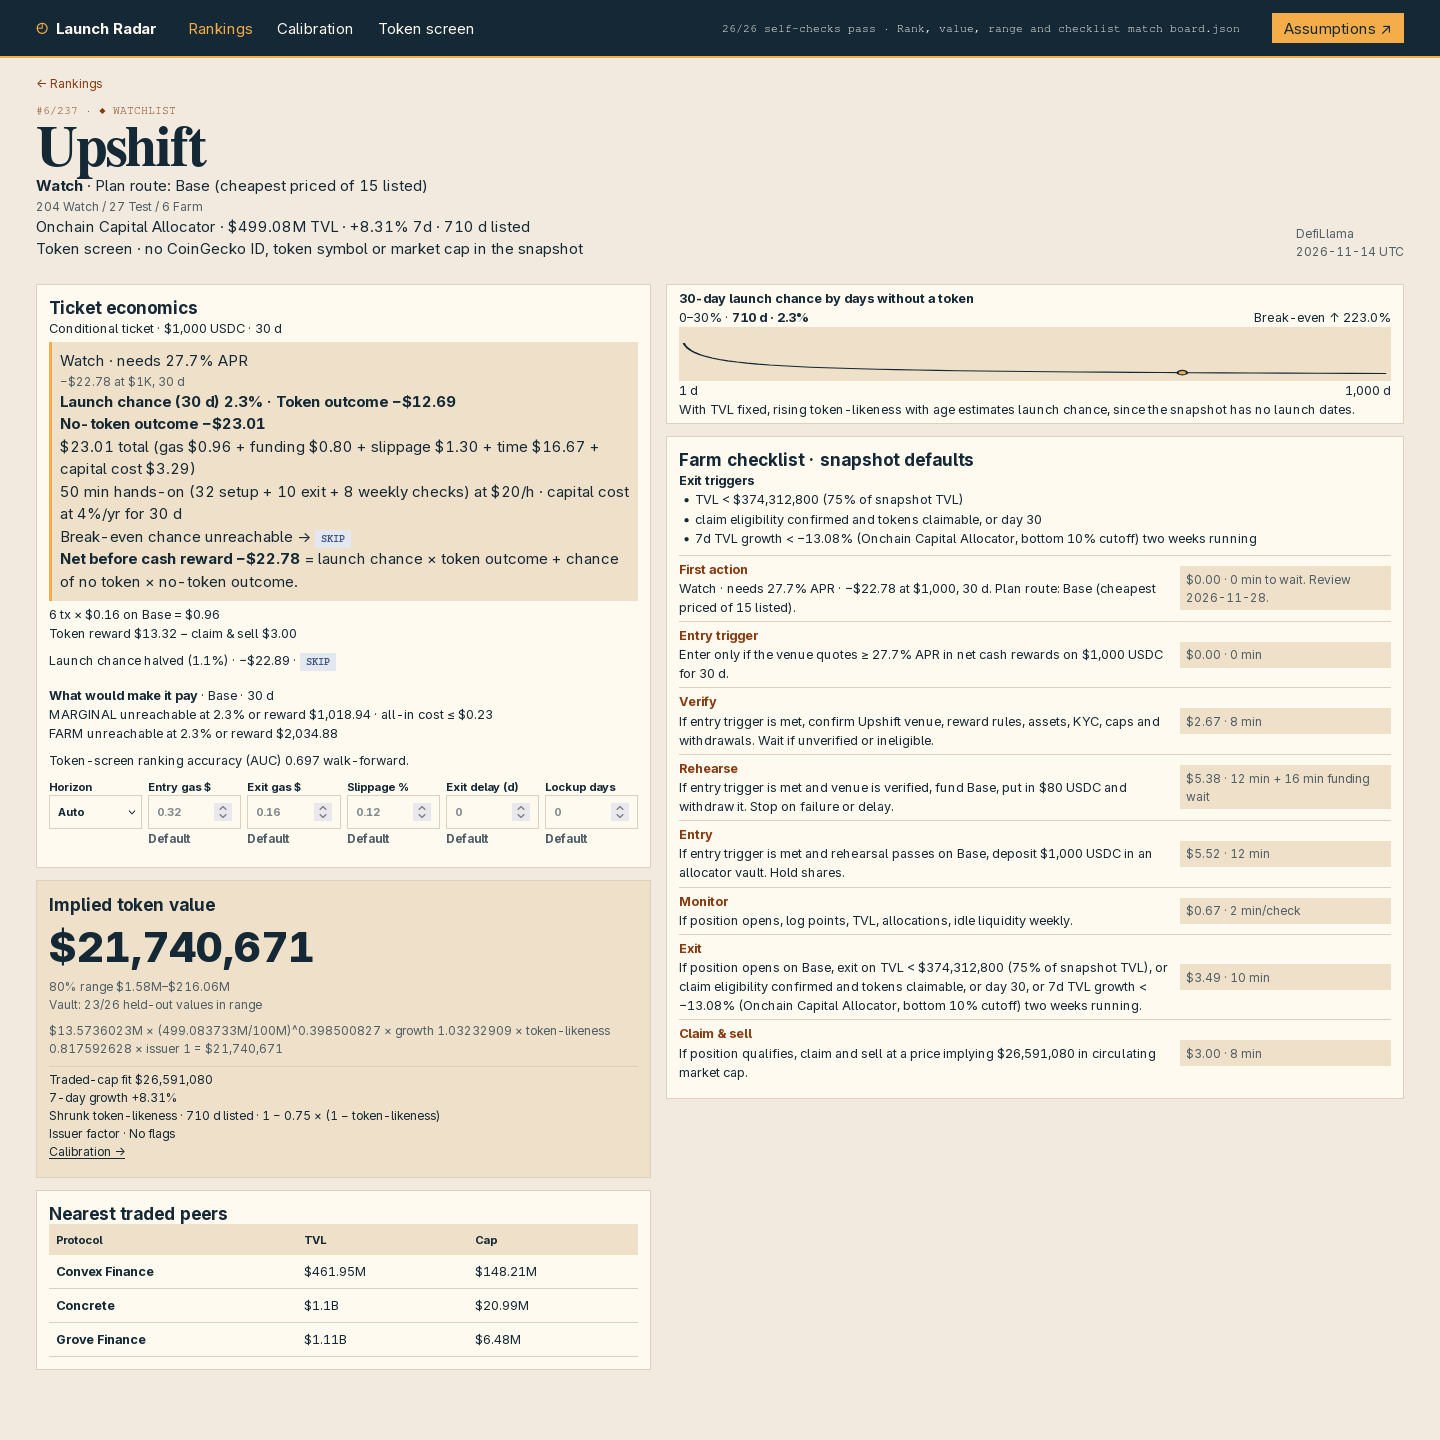 Launch Radar
Rankings
Calibration
Token screen
26/26 self-checks pass · Rank, value, range and checklist match board.json
Assumptions ↗
← Rankings
#6/237 · ◆ WATCHLIST
Upshift
Watch · Plan route: Base (cheapest priced of 15 listed)
204 Watch / 27 Test / 6 Farm
Onchain Capital Allocator · $499.08M TVL · +8.31% 7d · 710 d listed
Token screen · no CoinGecko ID, token symbol or market cap in the snapshot
DefiLlama
2026-11-14 UTC
Ticket economics
Conditional ticket · $1,000 USDC · 30 d
Watch · needs 27.7% APR
−$22.78 at $1K, 30 d
Launch chance (30 d) 2.3% · Token outcome −$12.69
No-token outcome −$23.01
$23.01 total (gas $0.96 + funding $0.80 + slippage $1.30 + time $16.67 +
capital cost $3.29)
50 min hands-on (32 setup + 10 exit + 8 weekly checks) at $20/h · capital cost
at 4%/yr for 30 d
Break-even chance unreachable → SKIP
Net before cash reward −$22.78 = launch chance × token outcome + chance
of no token × no-token outcome.
6 tx × $0.16 on Base = $0.96
Token reward $13.32 − claim & sell $3.00
Launch chance halved (1.1%) · −$22.89 · SKIP
What would make it pay · Base · 30 d
MARGINAL unreachable at 2.3% or reward $1,018.94 · all-in cost ≤ $0.23
FARM unreachable at 2.3% or reward $2,034.88
Token-screen ranking accuracy (AUC) 0.697 walk-forward.
Horizon Entry gas $ Exit gas $ Slippage % Exit delay (d) Lockup days
Auto 0.32 0.16 0.12 0 0
Default Default Default Default Default
Implied token value
$21,740,671
80% range $1.58M–$216.06M
Vault: 23/26 held-out values in range
$13.5736023M × (499.083733M/100M)^0.398500827 × growth 1.03232909 × token-likeness
0.817592628 × issuer 1 = $21,740,671
Traded-cap fit $26,591,080
7-day growth +8.31%
Shrunk token-likeness · 710 d listed · 1 − 0.75 × (1 − token-likeness)
Issuer factor · No flags
Calibration →
Nearest traded peers
Protocol TVL Cap
Convex Finance $461.95M $148.21M
Concrete $1.1B $20.99M
Grove Finance $1.11B $6.48M
30-day launch chance by days without a token
0–30% · 710 d · 2.3%
Break-even ↑ 223.0%
1 d
1,000 d
With TVL fixed, rising token-likeness with age estimates launch chance, since the snapshot has no launch dates.
Farm checklist · snapshot defaults
Exit triggers
• TVL < $374,312,800 (75% of snapshot TVL)
• claim eligibility confirmed and tokens claimable, or day 30
• 7d TVL growth < −13.08% (Onchain Capital Allocator, bottom 10% cutoff) two weeks running
First action
Watch · needs 27.7% APR · −$22.78 at $1,000, 30 d. Plan route: Base (cheapest
priced of 15 listed).
$0.00 · 0 min to wait. Review
2026-11-28.
Entry trigger
Enter only if the venue quotes ≥ 27.7% APR in net cash rewards on $1,000 USDC
for 30 d.
$0.00 · 0 min
Verify
If entry trigger is met, confirm Upshift venue, reward rules, assets, KYC, caps and
withdrawals. Wait if unverified or ineligible.
$2.67 · 8 min
Rehearse
If entry trigger is met and venue is verified, fund Base, put in $80 USDC and
withdraw it. Stop on failure or delay.
$5.38 · 12 min + 16 min funding
wait
Entry
If entry trigger is met and rehearsal passes on Base, deposit $1,000 USDC in an
allocator vault. Hold shares.
$5.52 · 12 min
Monitor
If position opens, log points, TVL, allocations, idle liquidity weekly.
$0.67 · 2 min/check
Exit
If position opens on Base, exit on TVL < $374,312,800 (75% of snapshot TVL), or
claim eligibility confirmed and tokens claimable, or day 30, or 7d TVL growth <
−13.08% (Onchain Capital Allocator, bottom 10% cutoff) two weeks running.
$3.49 · 10 min
Claim & sell
If position qualifies, claim and sell at a price implying $26,591,080 in circulating
market cap.
$3.00 · 8 min